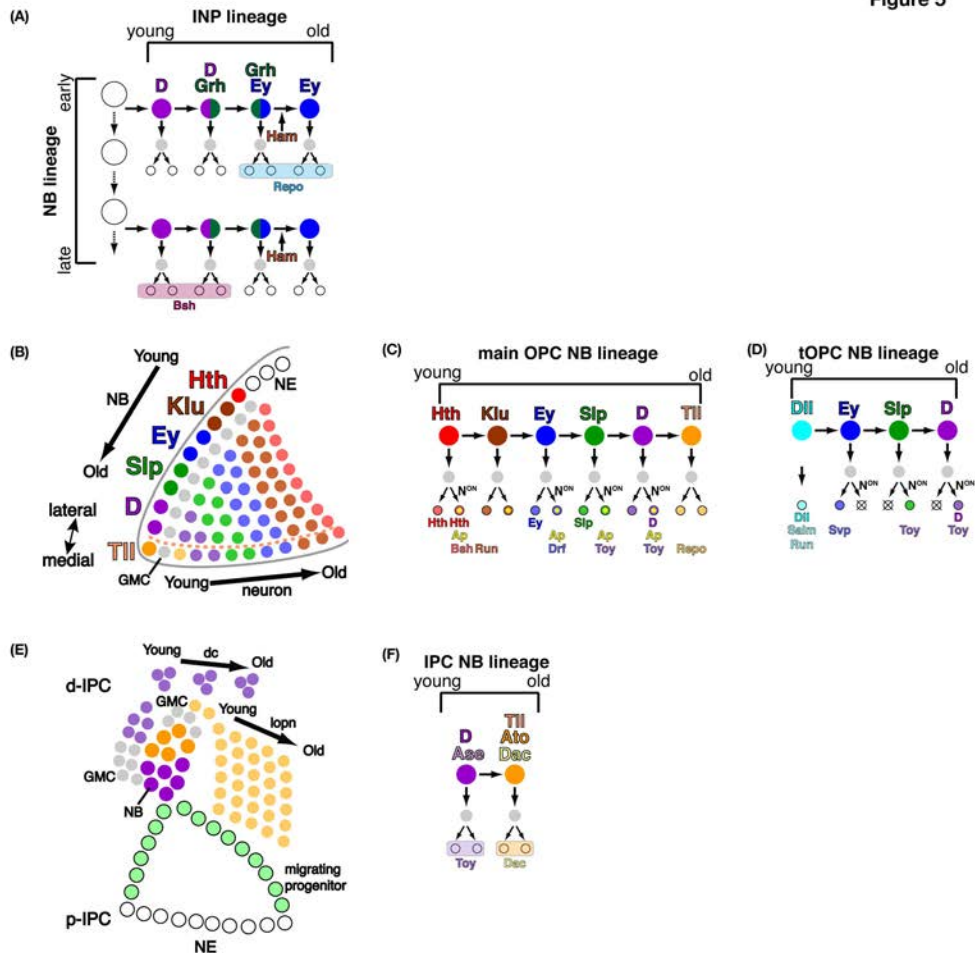 Figure 5
(A)
INP lineage
young
old
D
D
Grh
Grh
Ey
Ey
early
NB lineage
late
Ham
Repo
Ham
Bsh
(B)
Young
NB
Old
Hth
Klu
Ey
Slp
D
Tll
NE
lateral
medial
GMC
Young
neuron
Old
(C)
main OPC NB lineage
young
old
Hth
Klu
Ey
Slp
D
Tll
N ON
N ON
N ON
N ON
N ON
Hth Hth
Ey
Slp
D
Ap
Ap
Ap
Ap
Bsh Run
Drf
Toy
Toy
Repo
(D)
tOPC NB lineage
young
old
Dll
Ey
Slp
D
N ON
N ON
N ON
Dll
D
Salm
Svp
Toy
Toy
Run
(E)
Young
dc
Old
d-IPC
GMC
Young
lopn
Old
GMC
NB
migrating
progenitor
p-IPC
NE
(F)
IPC NB lineage
young
old
D
Ase
Tll
Ato
Dac
Toy
Dac